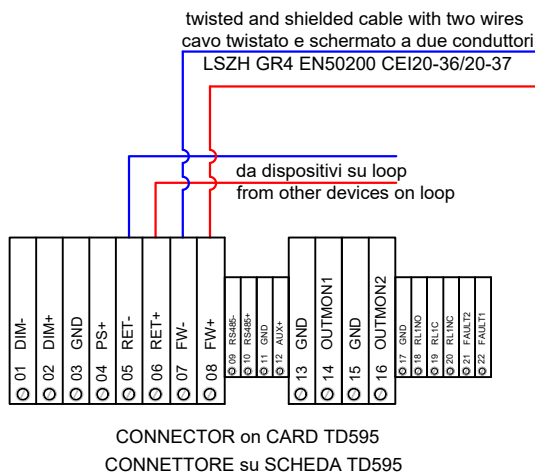 twisted and shielded cable with two wires
cavo twistato e schermato a due conduttori
LSZH GR4 EN50200 CEI20-36/20-37
da dispositivi su loop
from other devices on loop
01 DIM-
02 DIM+
03 GND
04 PS+
05 RET-
06 RET+
07 FW-
08 FW+
09 RS485-
10 RS485+
11 GND
12 AUX+
13 GND
14 OUTMON1
15 GND
16 OUTMON2
17 GND
18 RL1NO
19 RL1C
20 RL1NC
21 FAULT2
22 FAULT1
CONNECTOR on CARD TD595
CONNETTORE su SCHEDA TD595